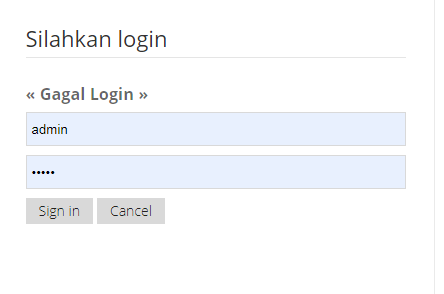 Silahkan login
« Gagal Login »
admin
•••••
Sign in Cancel